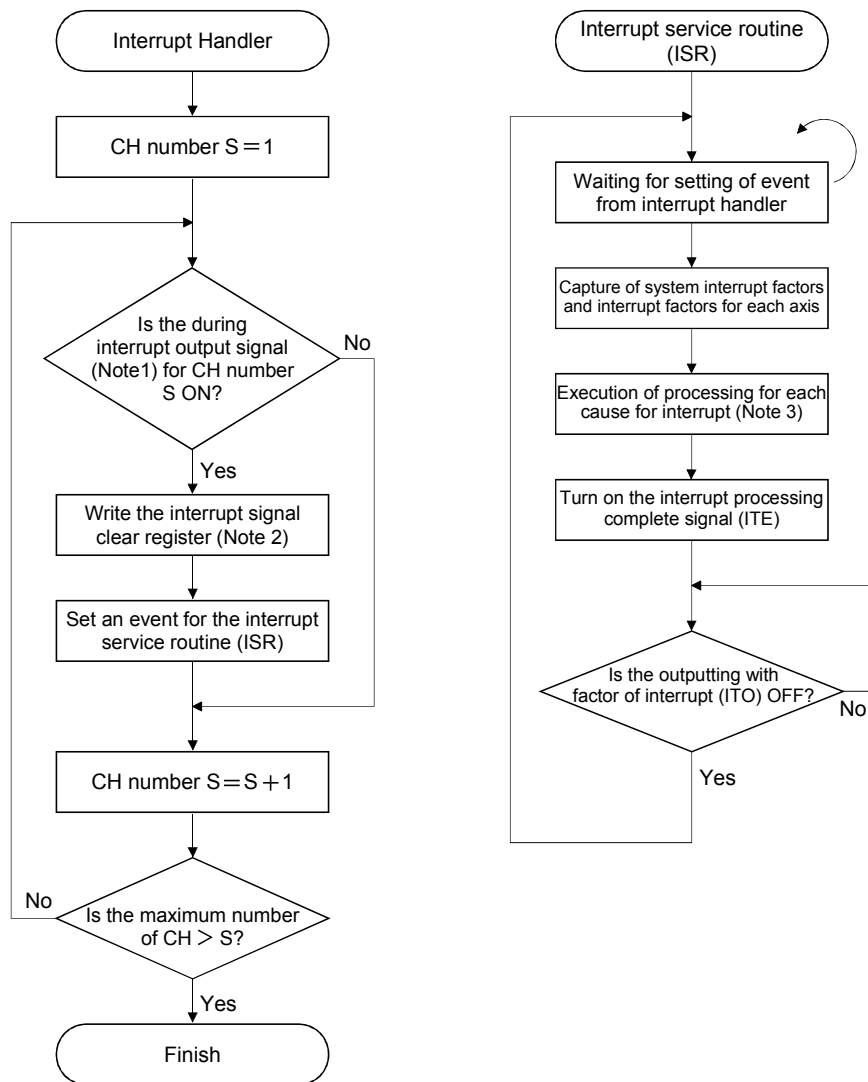 Interrupt Handler
CH number S＝1
Is the during
interrupt output signal
(Note1) for CH number
S ON?
No
Yes
Write the interrupt signal
clear register (Note 2)
Set an event for the interrupt
service routine (ISR)
CH number S＝S＋1
No
Is the maximum number
of CH＞S?
Yes
Finish
Interrupt service routine
(ISR)
Waiting for setting of event
from interrupt handler
Capture of system interrupt factors
and interrupt factors for each axis
Execution of processing for each
cause for interrupt (Note 3)
Turn on the interrupt processing
complete signal (ITE)
Is the outputting with
factor of interrupt (ITO) OFF?
No
Yes